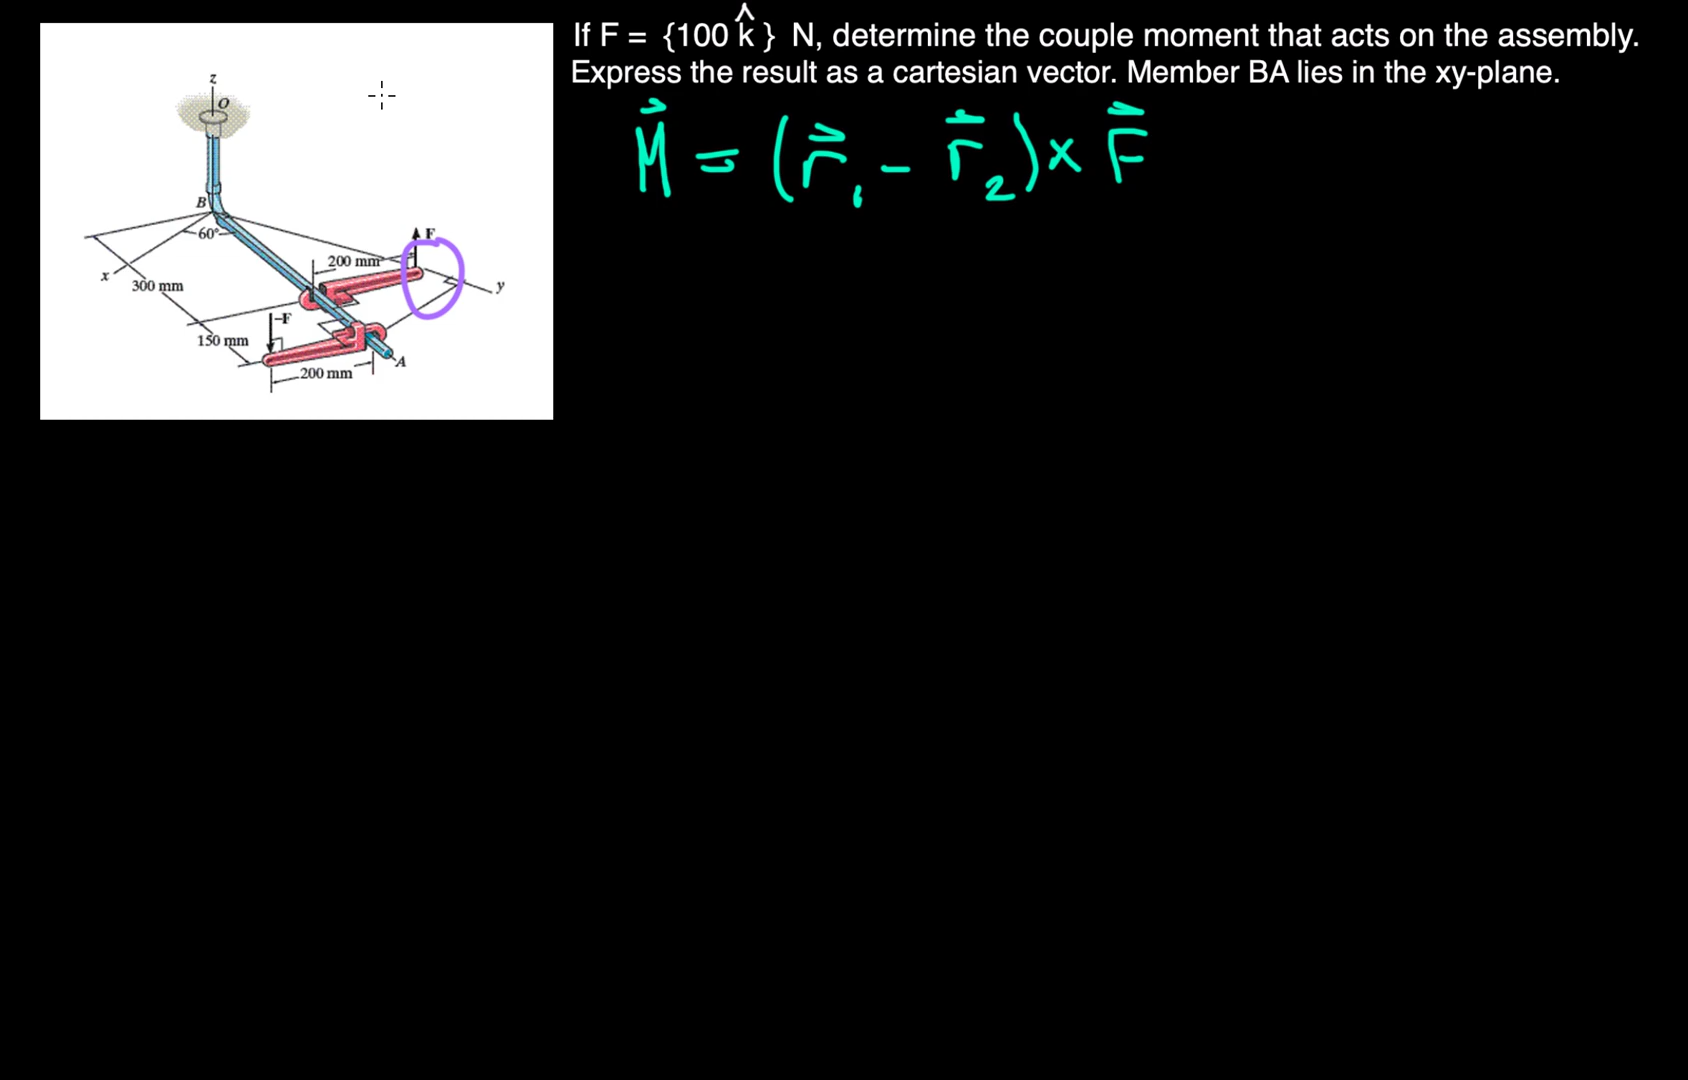 If F = {100 k̂ } N, determine the couple moment that acts on the assembly.
Express the result as a cartesian vector. Member BA lies in the xy-plane.
M⃗ = (r⃗₁ - r⃗₂) × F⃗
z
O
B
60°
F
200 mm
x
300 mm
y
-F
150 mm
A
200 mm